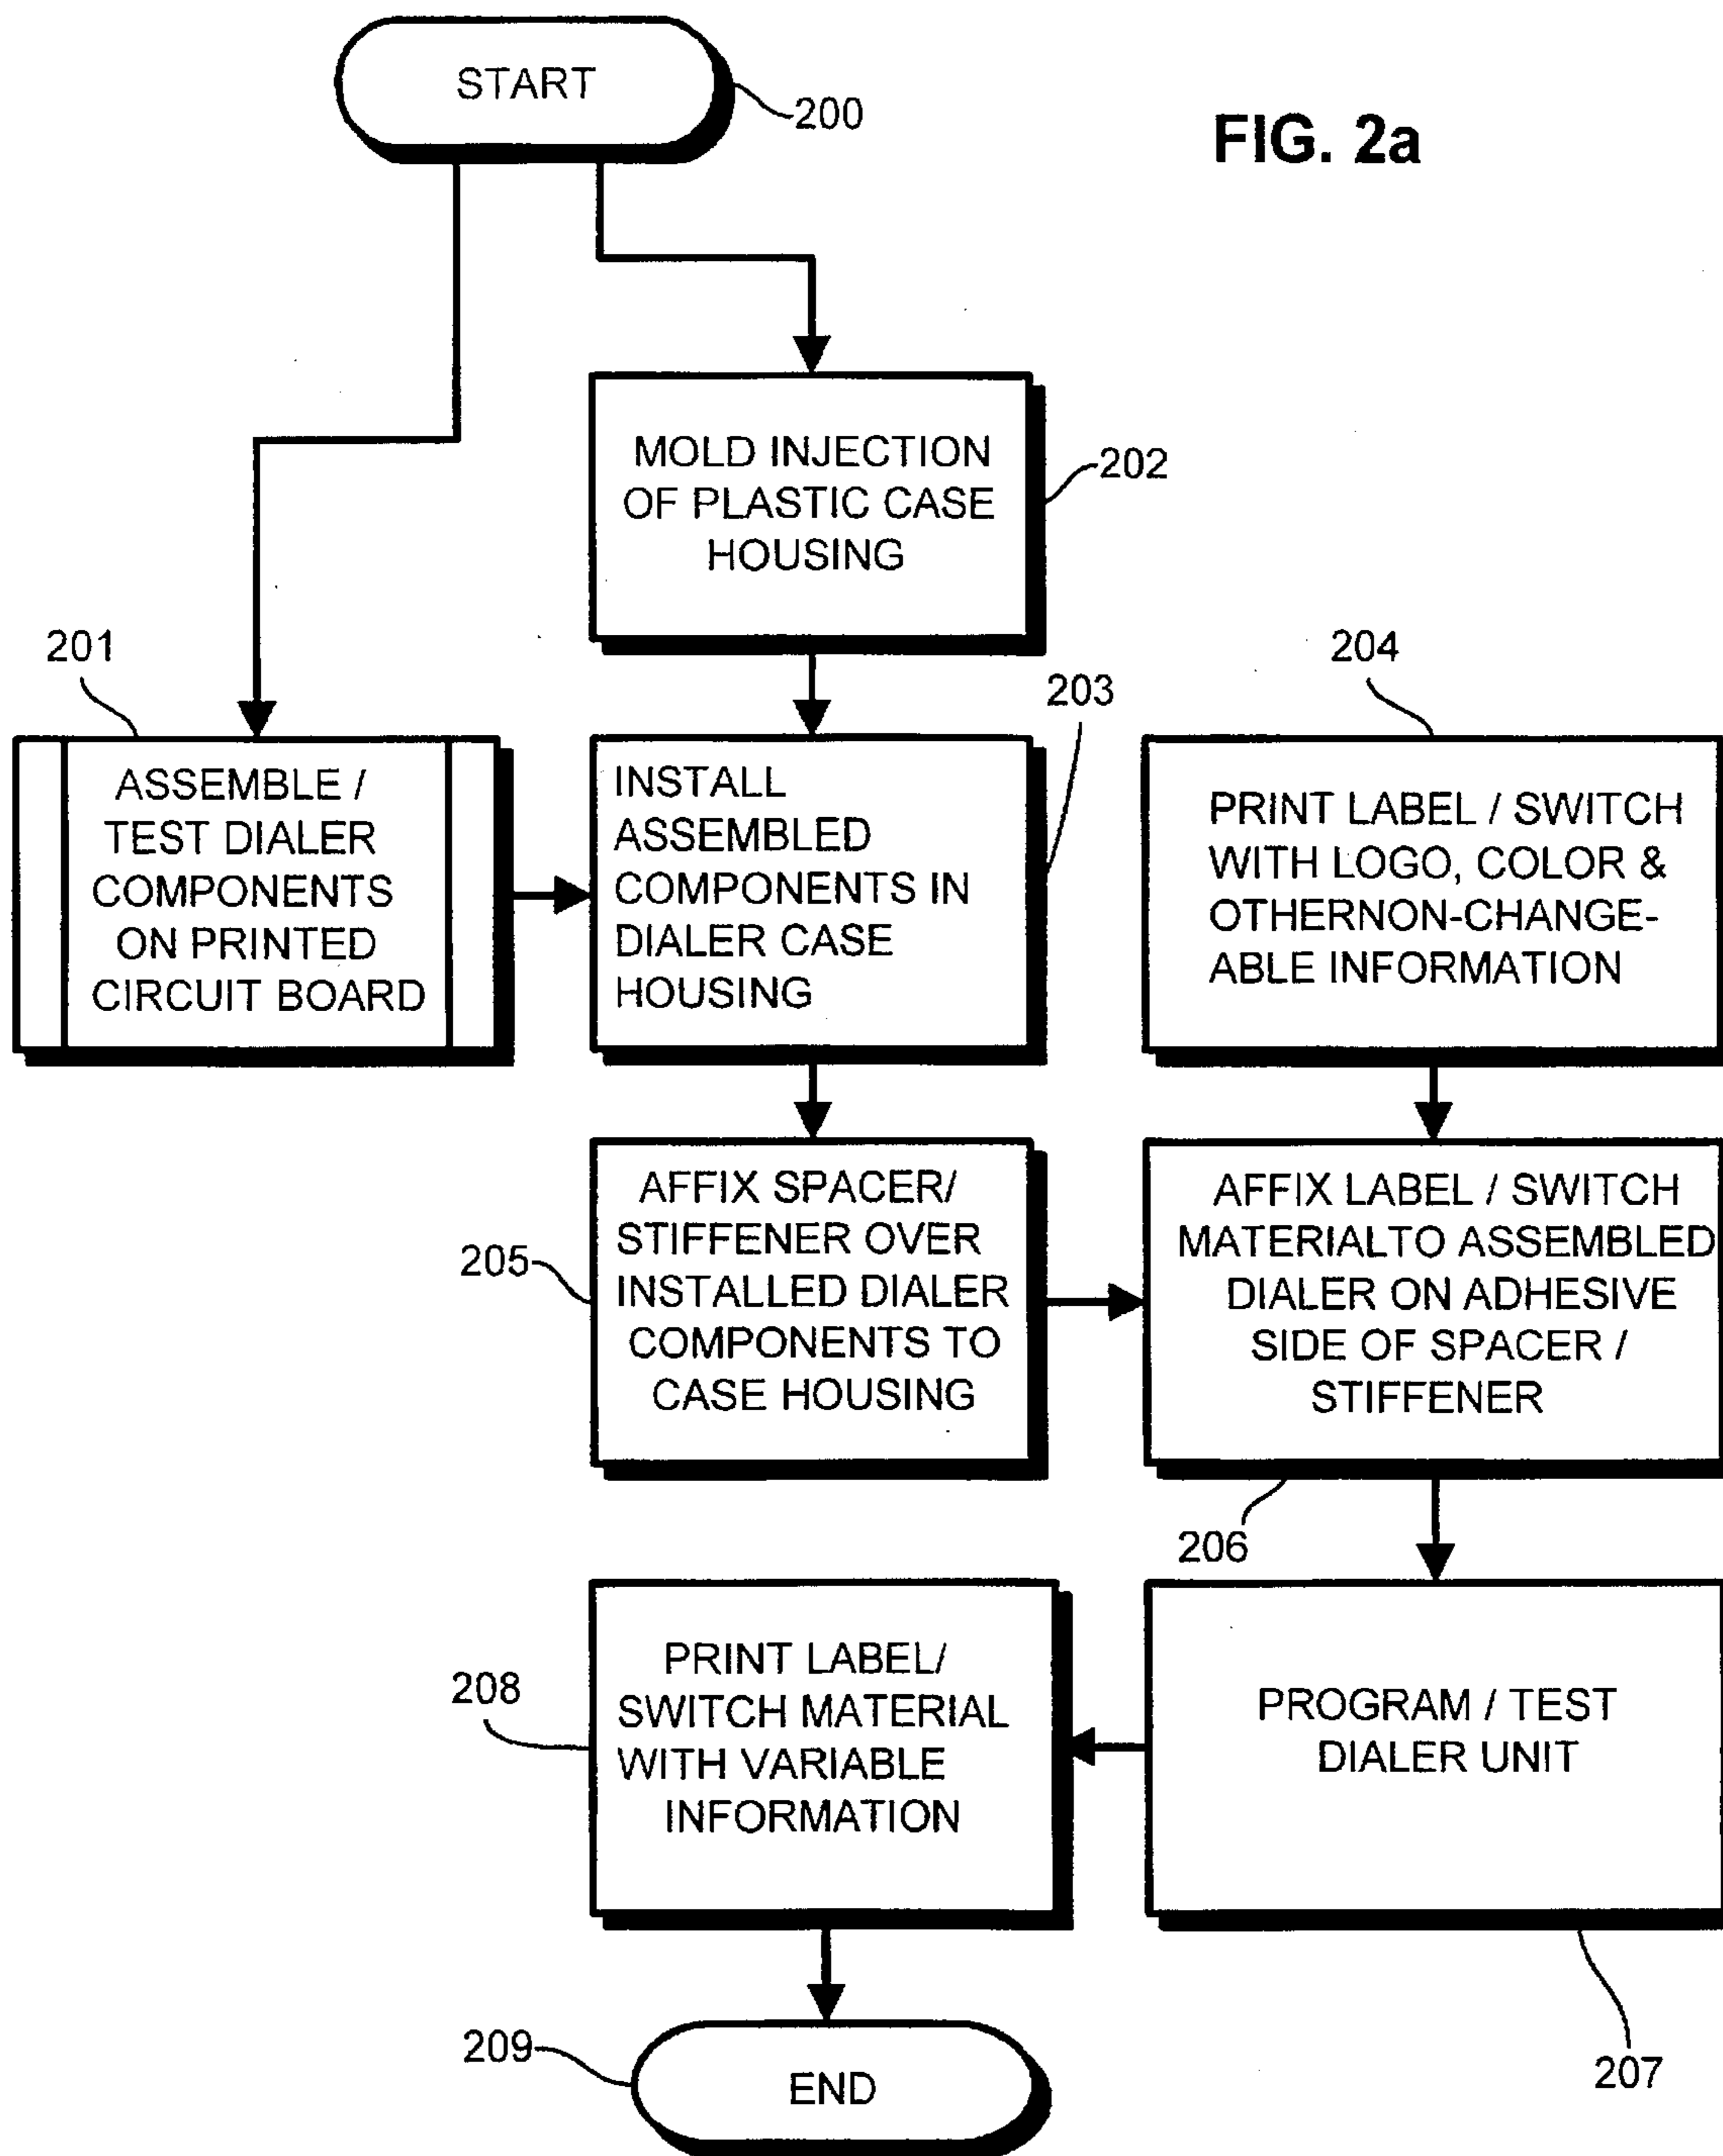 START
200
FIG. 2a
MOLD INJECTION
OF PLASTIC CASE
HOUSING
202
201
ASSEMBLE /
TEST DIALER
COMPONENTS
ON PRINTED
CIRCUIT BOARD
203
INSTALL
ASSEMBLED
COMPONENTS IN
DIALER CASE
HOUSING
204
PRINT LABEL / SWITCH
WITH LOGO, COLOR &
OTHERNON-CHANGE-
ABLE INFORMATION
205
AFFIX SPACER/
STIFFENER OVER
INSTALLED DIALER
COMPONENTS TO
CASE HOUSING
AFFIX LABEL / SWITCH
MATERIALTO ASSEMBLED
DIALER ON ADHESIVE
SIDE OF SPACER /
STIFFENER
206
208
PRINT LABEL/
SWITCH MATERIAL
WITH VARIABLE
INFORMATION
PROGRAM / TEST
DIALER UNIT
207
209
END